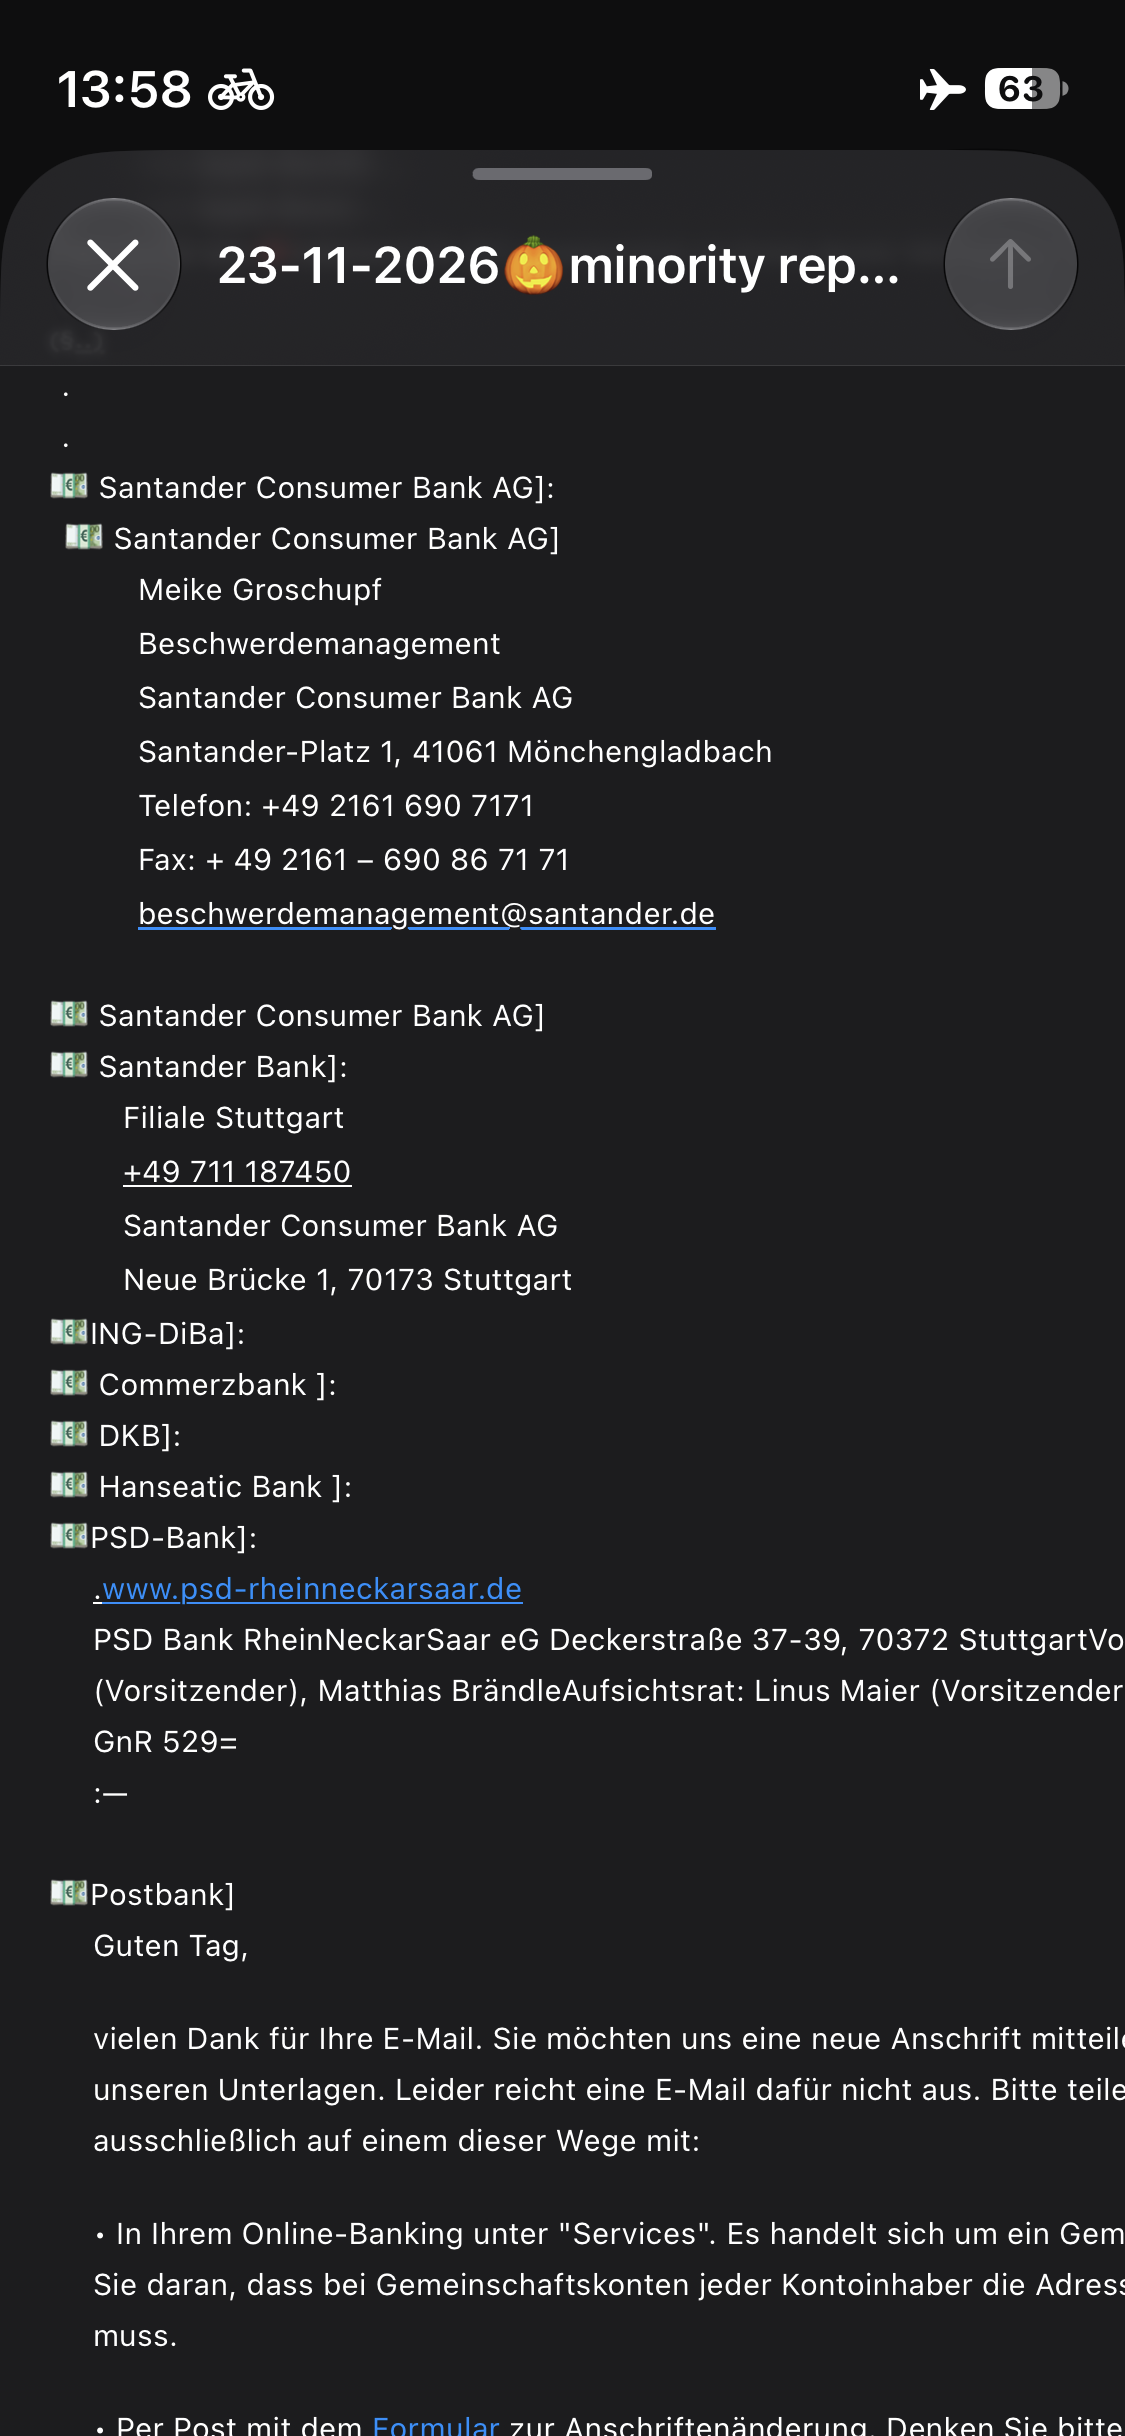 13:58
63
23-11-2026🎃minority rep...
.
.
💶 Santander Consumer Bank AG]:
💶 Santander Consumer Bank AG]
Meike Groschupf
Beschwerdemanagement
Santander Consumer Bank AG
Santander-Platz 1, 41061 Mönchengladbach
Telefon: +49 2161 690 7171
Fax: + 49 2161 – 690 86 71 71
beschwerdemanagement@santander.de
💶 Santander Consumer Bank AG]
💶 Santander Bank]:
Filiale Stuttgart
+49 711 187450
Santander Consumer Bank AG
Neue Brücke 1, 70173 Stuttgart
💶ING-DiBa]:
💶 Commerzbank ]:
💶 DKB]:
💶 Hanseatic Bank ]:
💶PSD-Bank]:
.www.psd-rheinneckarsaar.de
PSD Bank RheinNeckarSaar eG Deckerstraße 37-39, 70372 StuttgartVo
(Vorsitzender), Matthias BrändleAufsichtsrat: Linus Maier (Vorsitzender
GnR 529=
:—
💶Postbank]
Guten Tag,
vielen Dank für Ihre E-Mail. Sie möchten uns eine neue Anschrift mitteil
unseren Unterlagen. Leider reicht eine E-Mail dafür nicht aus. Bitte teile
ausschließlich auf einem dieser Wege mit:
• In Ihrem Online-Banking unter "Services". Es handelt sich um ein Gem
Sie daran, dass bei Gemeinschaftskonten jeder Kontoinhaber die Adress
muss.
• Per Post mit dem Formular zur Anschriftenänderung. Denken Sie bitte